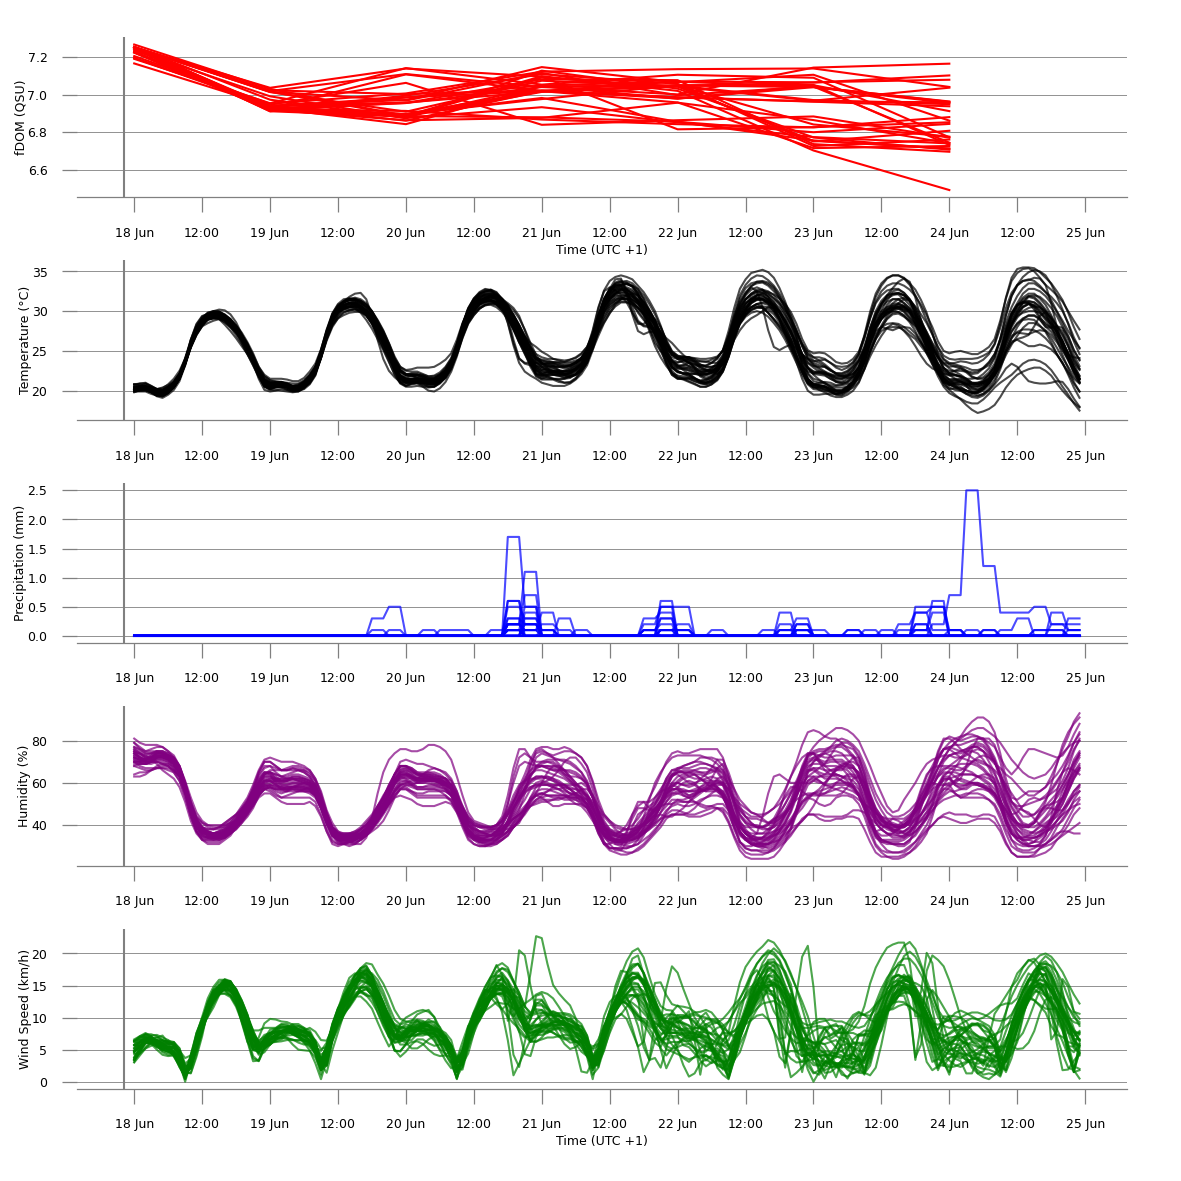 fDOM (QSU)
7.2
7.0
6.8
6.6
18 Jun 12:00 19 Jun 12:00 20 Jun 12:00 21 Jun 12:00 22 Jun 12:00 23 Jun 12:00 24 Jun 12:00 25 Jun
Time (UTC +1)
Temperature (°C)
35
30
25
20
18 Jun 12:00 19 Jun 12:00 20 Jun 12:00 21 Jun 12:00 22 Jun 12:00 23 Jun 12:00 24 Jun 12:00 25 Jun
Precipitation (mm)
2.5
2.0
1.5
1.0
0.5
0.0
18 Jun 12:00 19 Jun 12:00 20 Jun 12:00 21 Jun 12:00 22 Jun 12:00 23 Jun 12:00 24 Jun 12:00 25 Jun
Humidity (%)
80
60
40
18 Jun 12:00 19 Jun 12:00 20 Jun 12:00 21 Jun 12:00 22 Jun 12:00 23 Jun 12:00 24 Jun 12:00 25 Jun
Wind Speed (km/h)
20
15
10
5
0
18 Jun 12:00 19 Jun 12:00 20 Jun 12:00 21 Jun 12:00 22 Jun 12:00 23 Jun 12:00 24 Jun 12:00 25 Jun
Time (UTC +1)